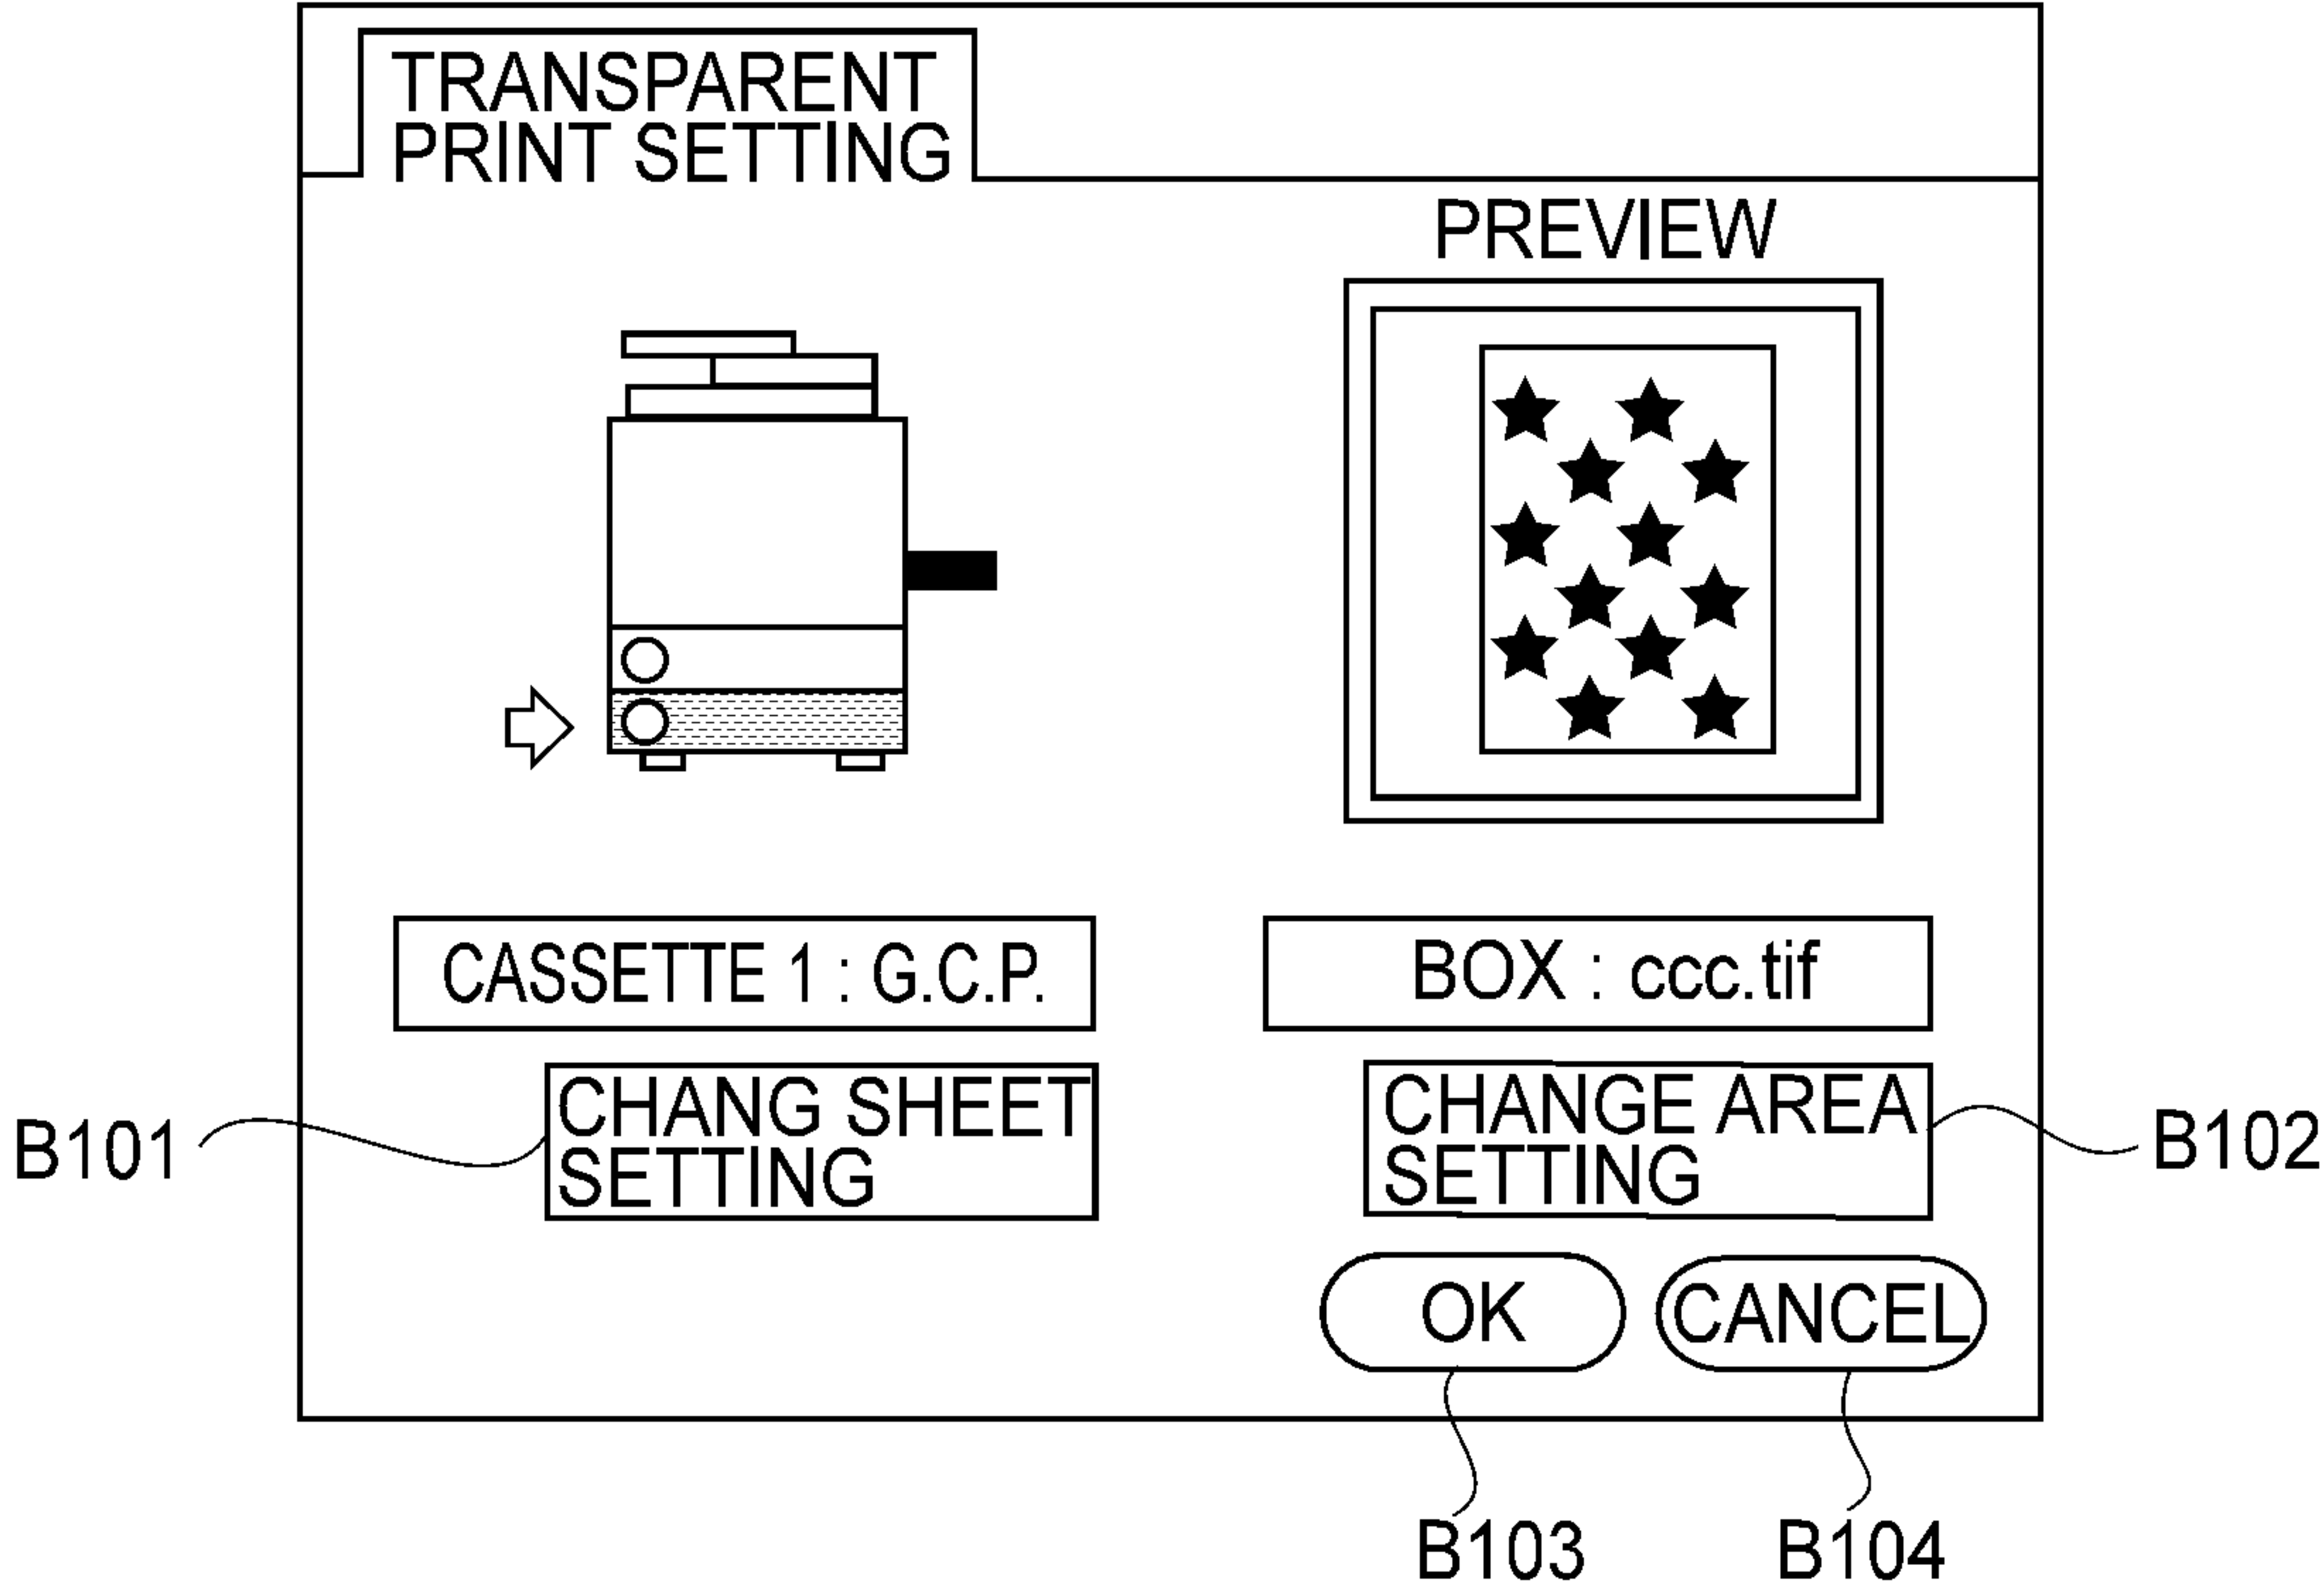 TRANSPARENT
PRINT SETTING
PREVIEW
CASSETTE 1 : G.C.P.
BOX : ccc.tif
CHANG SHEET
SETTING
CHANGE AREA
SETTING
B101
B102
OK
CANCEL
B103
B104